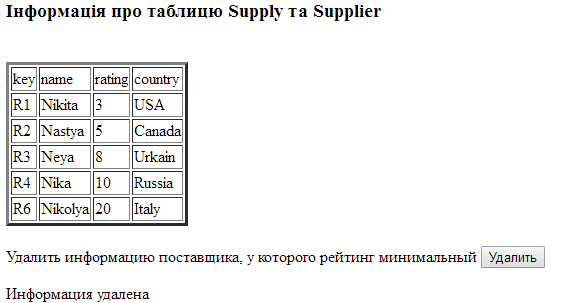 Інформація про таблицю Supply та Supplier
key name rating country
R1 Nikita 3 USA
R2 Nastya 5 Canada
R3 Neya 8 Urkain
R4 Nika 10 Russia
R6 Nikolya 20 Italy
Удалить информацию поставщика, у которого рейтинг минимальный Удалить
Информация удалена